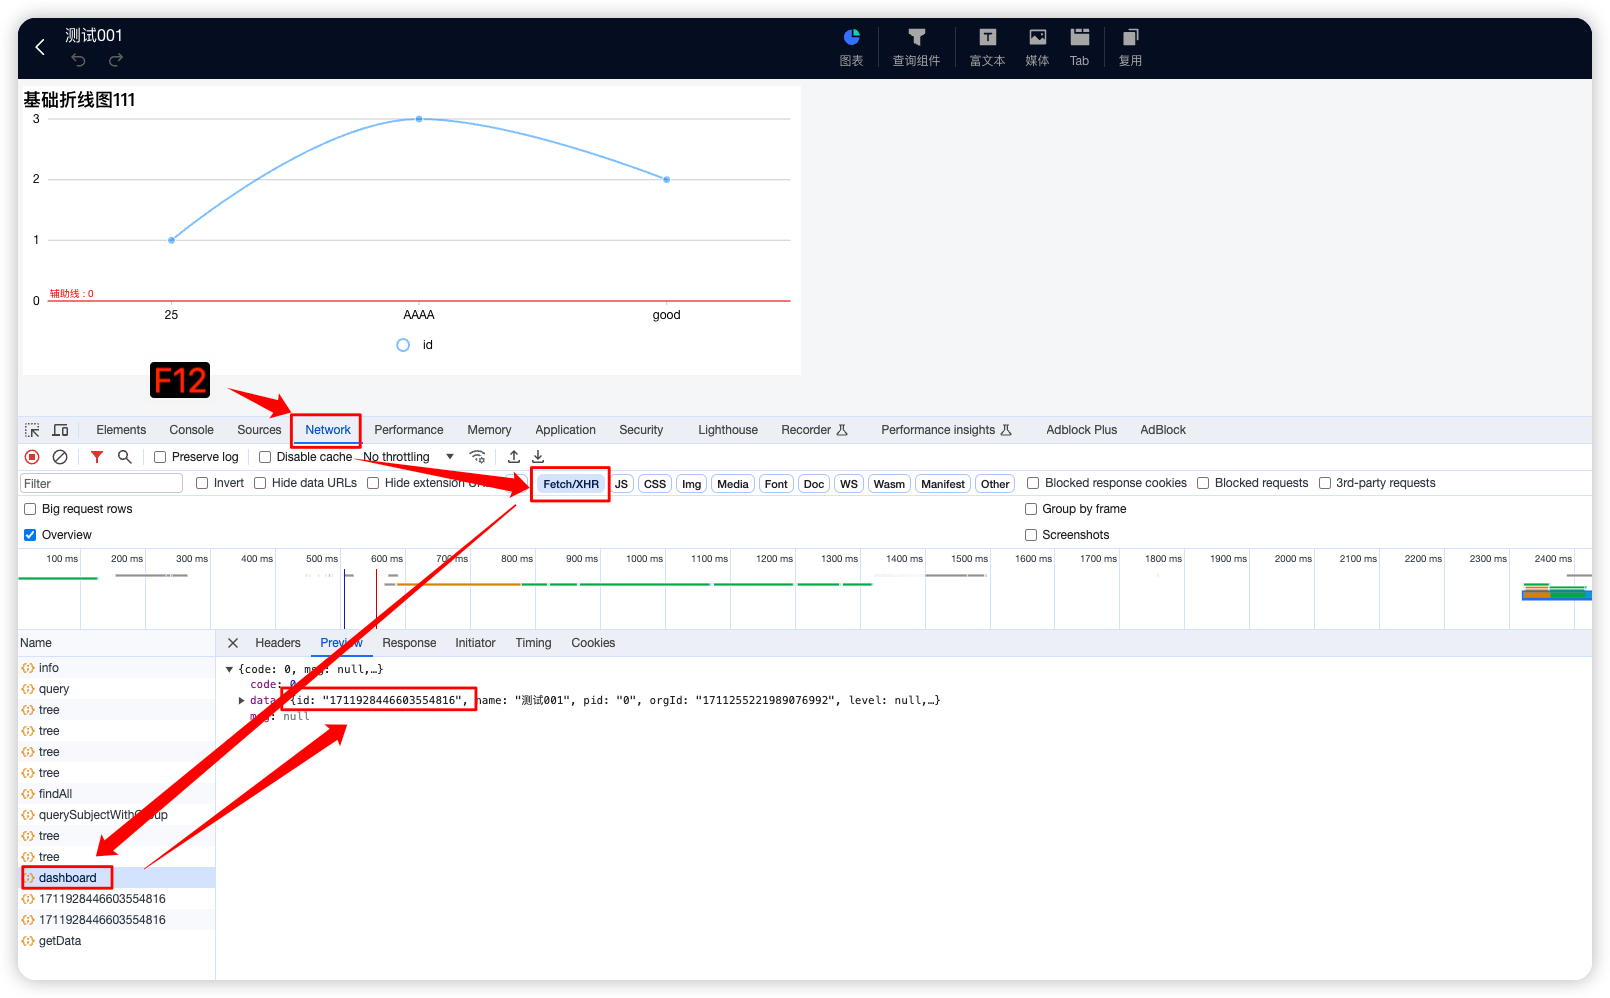 测试001
图表
查询组件
富文本
媒体
Tab
复用
基础折线图111
3
2
1
0
辅助线 : 0
25
AAAA
good
id
F12
Elements
Console
Sources
Network
Performance
Memory
Application
Security
Lighthouse
Recorder
Performance insights
Adblock Plus
AdBlock
Preserve log
Disable cache
No throttling
Filter
Invert
Hide data URLs
Hide extension
Fetch/XHR
JS
CSS
Img
Media
Font
Doc
WS
Wasm
Manifest
Other
Blocked response cookies
Blocked requests
3rd-party requests
Big request rows
Group by frame
Overview
Screenshots
100 ms
200 ms
300 ms
400 ms
500 ms
600 ms
700 ms
800 ms
900 ms
1000 ms
1100 ms
1200 ms
1300 ms
1400 ms
1500 ms
1600 ms
1700 ms
1800 ms
1900 ms
2000 ms
2100 ms
2200 ms
2300 ms
2400 ms
Name
Headers
Preview
Response
Initiator
Timing
Cookies
info
query
tree
tree
tree
tree
findAll
querySubjectWithGroup
tree
tree
dashboard
1711928446603554816
1711928446603554816
getData
{code: 0, msg: null,…}
code: 0
data: {id: "1711928446603554816", name: "测试001", pid: "0", orgId: "1711255221989076992", level: null,…}
msg: null